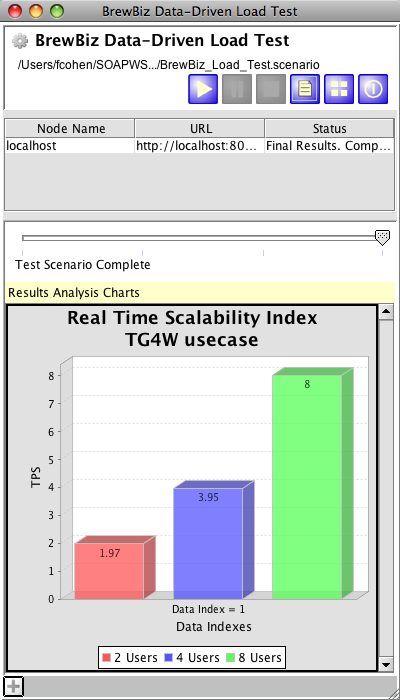 BrewBiz Data-Driven Load Test
BrewBiz Data-Driven Load Test
/Users/fcohen/SOAPWS.../BrewBiz_Load_Test.scenario
Node Name URL Status
localhost http://localhost:80... Final Results. Comp...
Test Scenario Complete
Results Analysis Charts
Real Time Scalability Index
TG4W usecase
8
7
6
5
4
3
2
1
0
TPS
1.97
3.95
8
Data Index = 1
Data Indexes
2 Users 4 Users 8 Users